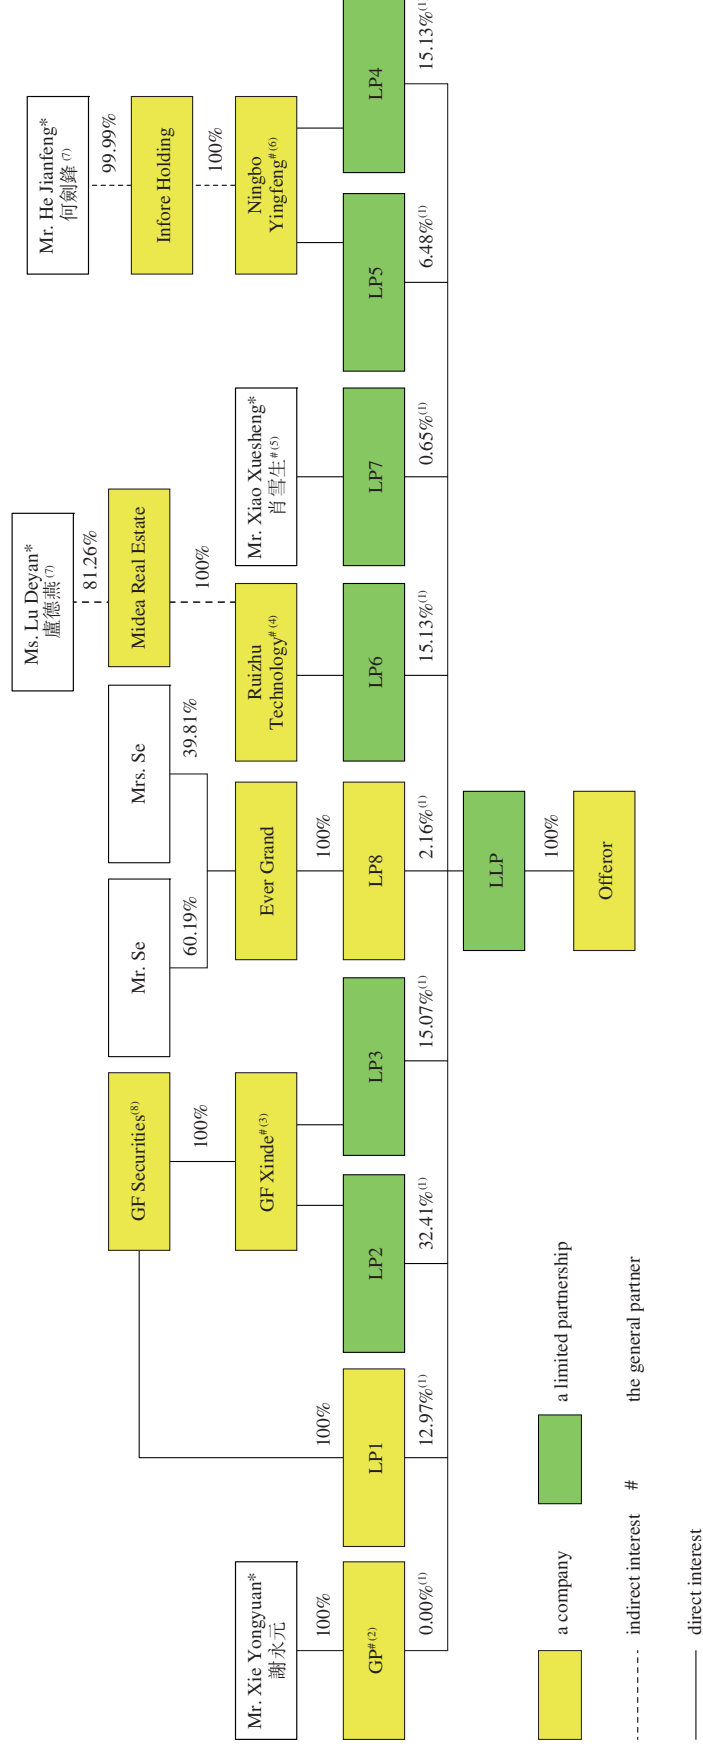 Ms. Lu Deyan*
盧德燕(7)
Mr. He Jianfeng*
何劍鋒(7)
81.26%
99.99%
GF Securities(8)
Mr. Se
Mrs. Se
Midea Real Estate
Infore Holding
100%
60.19%
39.81%
100%
100%
Mr. Xie Yongyuan*
謝永元
GF Xinde#(3)
Ever Grand
Ruizhu
Technology#(4)
Mr. Xiao Xuesheng*
肖雪生#(5)
Ningbo
Yingfeng#(6)
100%
100%
100%
GP#(2)
LP1
LP2
LP3
LP8
LP6
LP7
LP5
LP4
0.00%(1)
12.97%(1)
32.41%(1)
15.07%(1)
2.16%(1)
15.13%(1)
0.65%(1)
6.48%(1)
15.13%(1)
LLP
100%
Offeror
a company
a limited partnership
indirect interest
# the general partner
direct interest